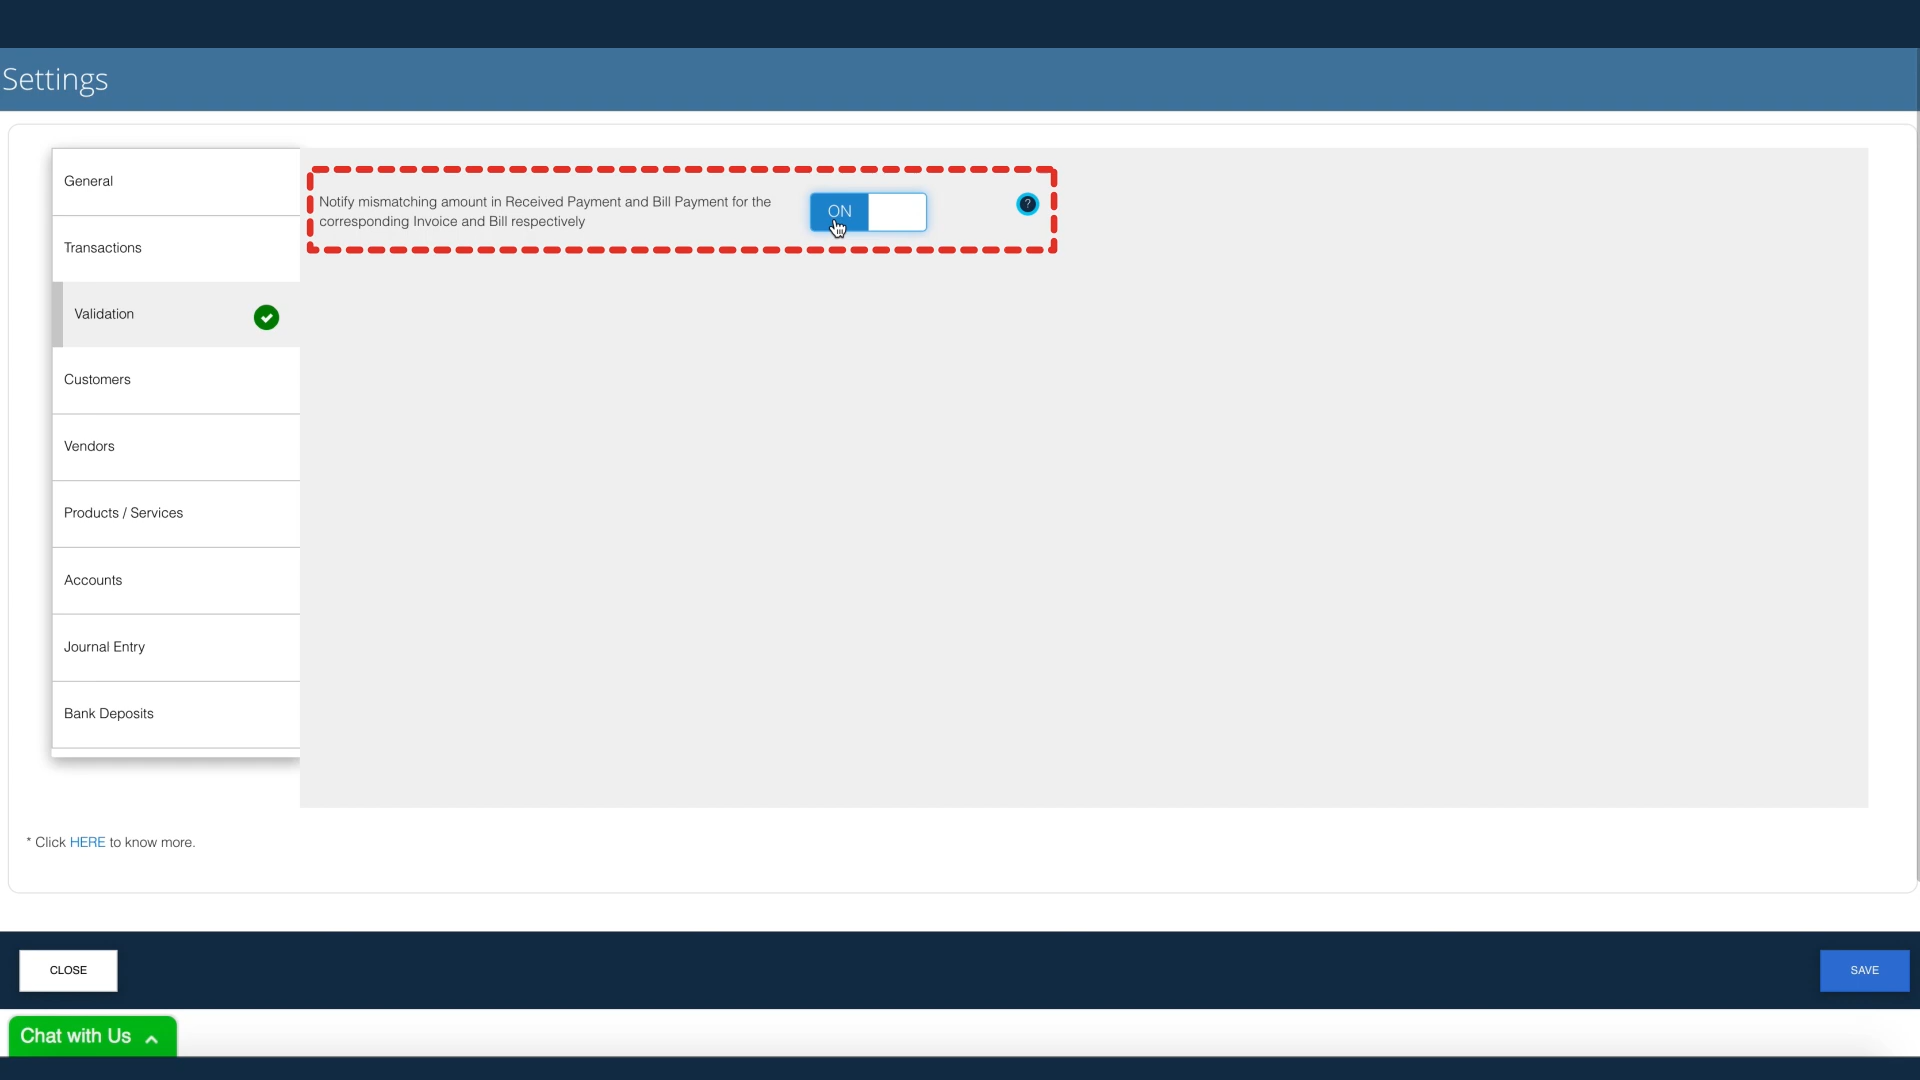 Settings
General
Transactions
Validation
Customers
Vendors
Products / Services
Accounts
Journal Entry
Bank Deposits
Notify mismatching amount in Received Payment and Bill Payment for the
corresponding Invoice and Bill respectively
ON
?
* Click HERE to know more.
CLOSE
SAVE
Chat with Us